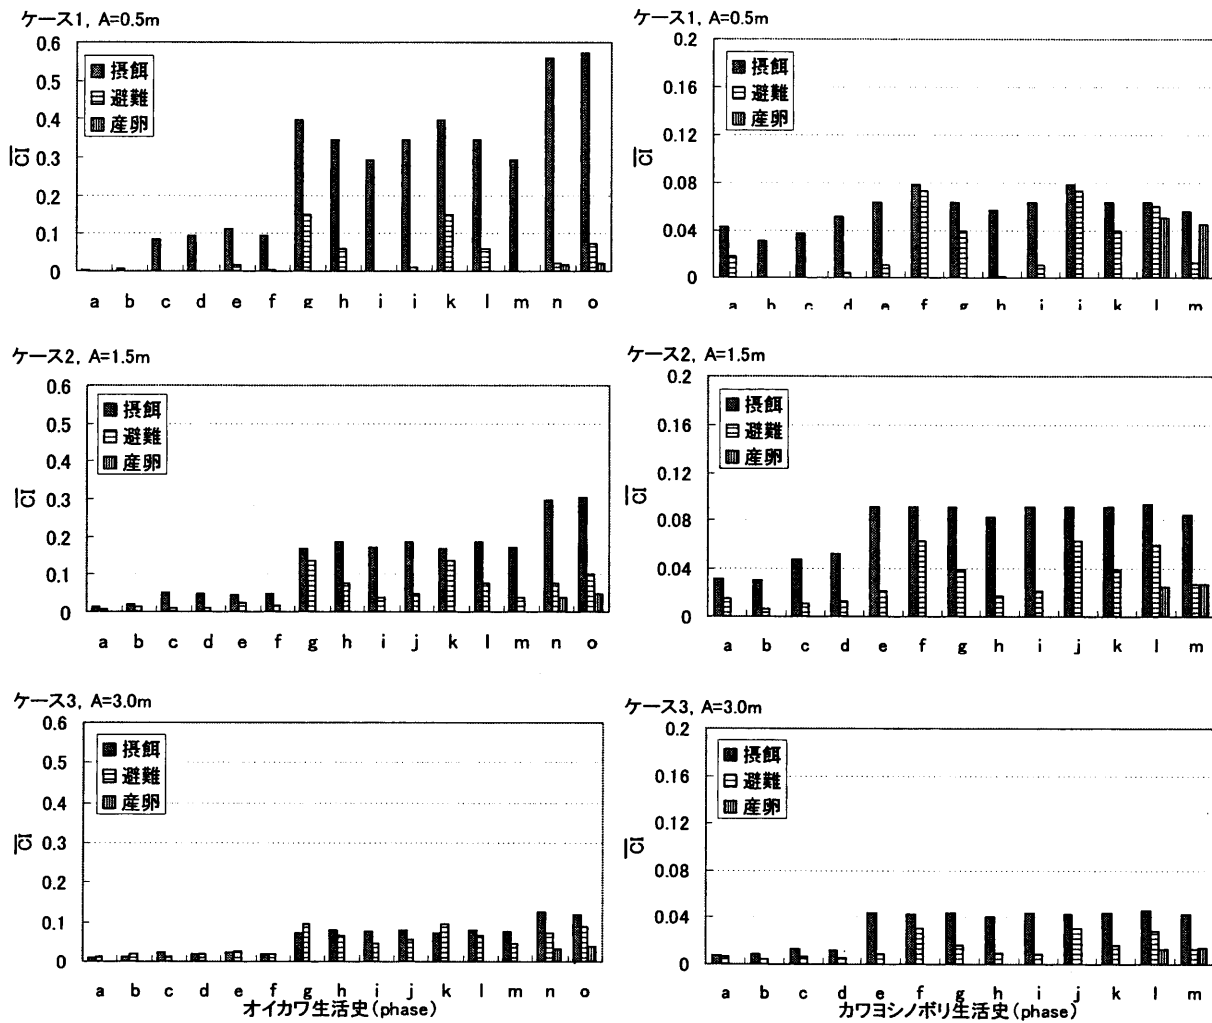 ケース1, A=0.5m
0.6
0.5
0.4
0.3
0.2
0.1
0
CI
摂餌
避難
産卵
a b c d e f g h i j k l m n o
ケース1, A=0.5m
0.2
0.16
0.12
0.08
0.04
0
CI
摂餌
避難
産卵
a b c d e f g h i j k l m
ケース2, A=1.5m
0.6
0.5
0.4
0.3
0.2
0.1
0
CI
摂餌
避難
産卵
a b c d e f g h i j k l m n o
ケース2, A=1.5m
0.2
0.16
0.12
0.08
0.04
0
CI
摂餌
避難
産卵
a b c d e f g h i j k l m
ケース3, A=3.0m
0.6
0.5
0.4
0.3
0.2
0.1
0
CI
摂餌
避難
産卵
a b c d e f g h i j k l m n o
オイカワ生活史(phase)
ケース3, A=3.0m
0.2
0.16
0.12
0.08
0.04
0
CI
摂餌
避難
産卵
a b c d e f g h i j k l m
カワヨシノボリ生活史(phase)